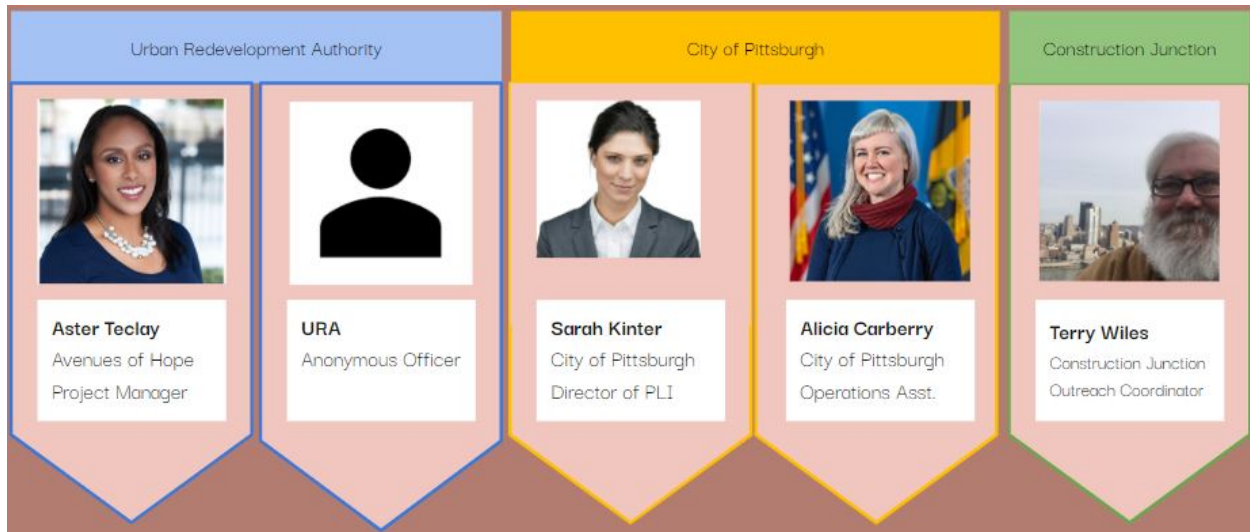 Urban Redevelopment Authority
City of Pittsburgh
Construction Junction
Aster Teclay
Avenues of Hope
Project Manager
URA
Anonymous Officer
Sarah Kinter
City of Pittsburgh
Director of PLI
Alicia Carberry
City of Pittsburgh
Operations Asst.
Terry Wiles
Construction Junction
Outreach Coordinator